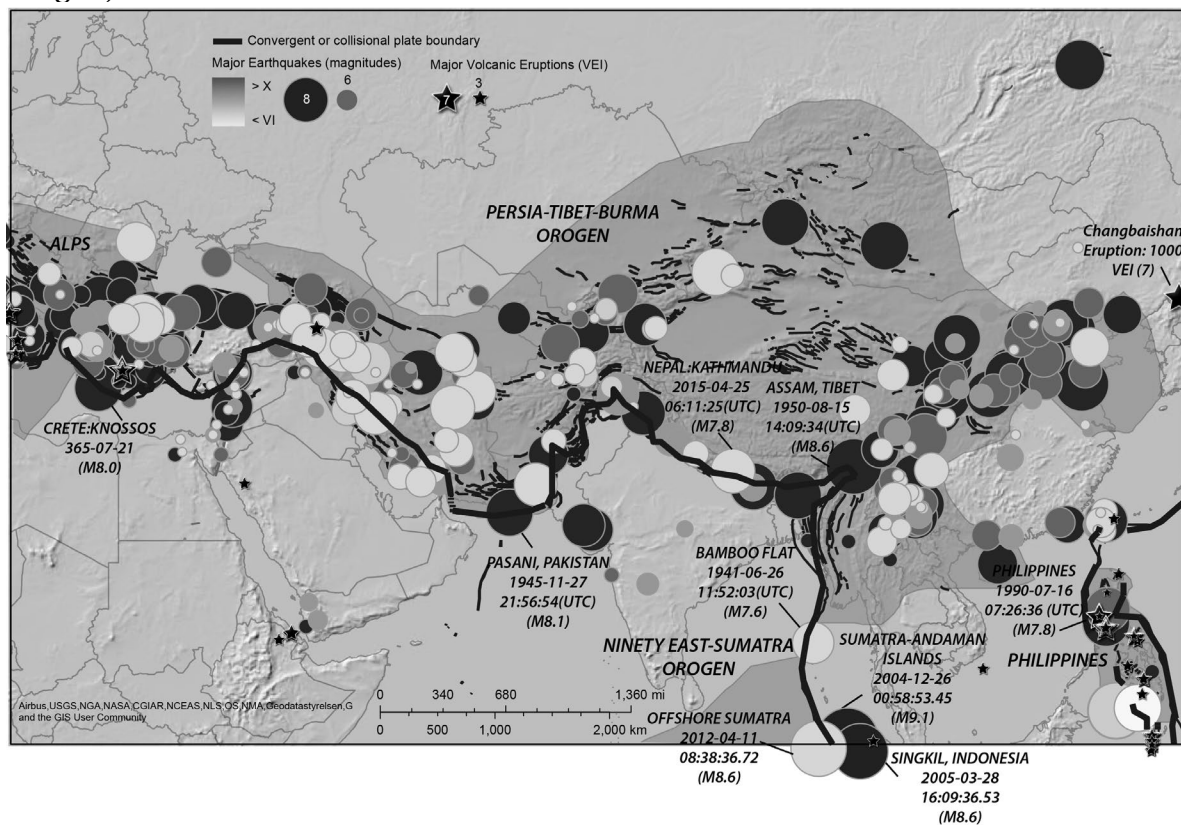 Convergent or collisional plate boundary
Major Earthquakes (magnitudes)
Major Volcanic Eruptions (VEI)
> X
< VI
8
6
7
3
PERSIA-TIBET-BURMA
OROGEN
ALPS
Changbaishan
Eruption: 1000
VEI (7)
NEPAL:KATHMANDU
2015-04-25
06:11:25(UTC)
(M7.8)
ASSAM, TIBET
1950-08-15
14:09:34(UTC)
(M8.6)
CRETE:KNOSSOS
365-07-21
(M8.0)
PASANI, PAKISTAN
1945-11-27
21:56:54(UTC)
(M8.1)
BAMBOO FLAT
1941-06-26
11:52:03(UTC)
(M7.6)
PHILIPPINES
1990-07-16
07:26:36 (UTC)
(M7.8)
NINETY EAST-SUMATRA
OROGEN
SUMATRA-ANDAMAN
ISLANDS
2004-12-26
00:58:53.45
(M9.1)
PHILIPPINES
0 340 680 1,360 mi
0 500 1,000 2,000 km
Airbus,USGS,NGA,NASA,CGIAR,NCEAS,NLS,OS,NMA,Geodatastyrelsen,G
and the GIS User Community
OFFSHORE SUMATRA
2012-04-11
08:38:36.72
(M8.6)
SINGKIL, INDONESIA
2005-03-28
16:09:36.53
(M8.6)